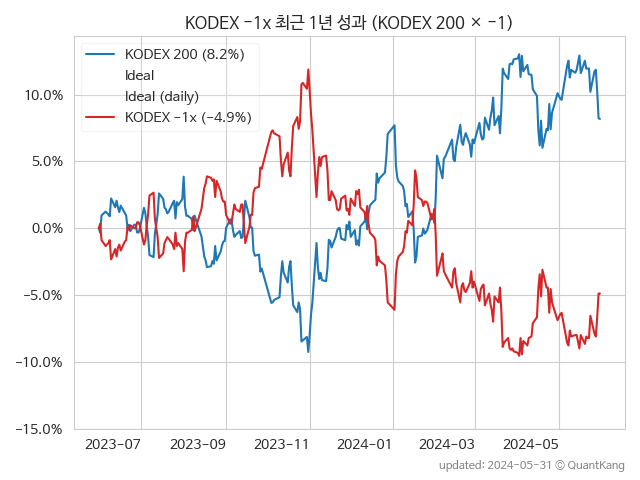 KODEX −1x 최근 1년 성과 (KODEX 200 × −1)
KODEX 200 (8.2%)
Ideal
Ideal (daily)
KODEX −1x (−4.9%)
10.0%
5.0%
0.0%
−5.0%
−10.0%
−15.0%
2023-07 2023-09 2023-11 2024-01 2024-03 2024-05
updated: 2024-05-31 © QuantKang